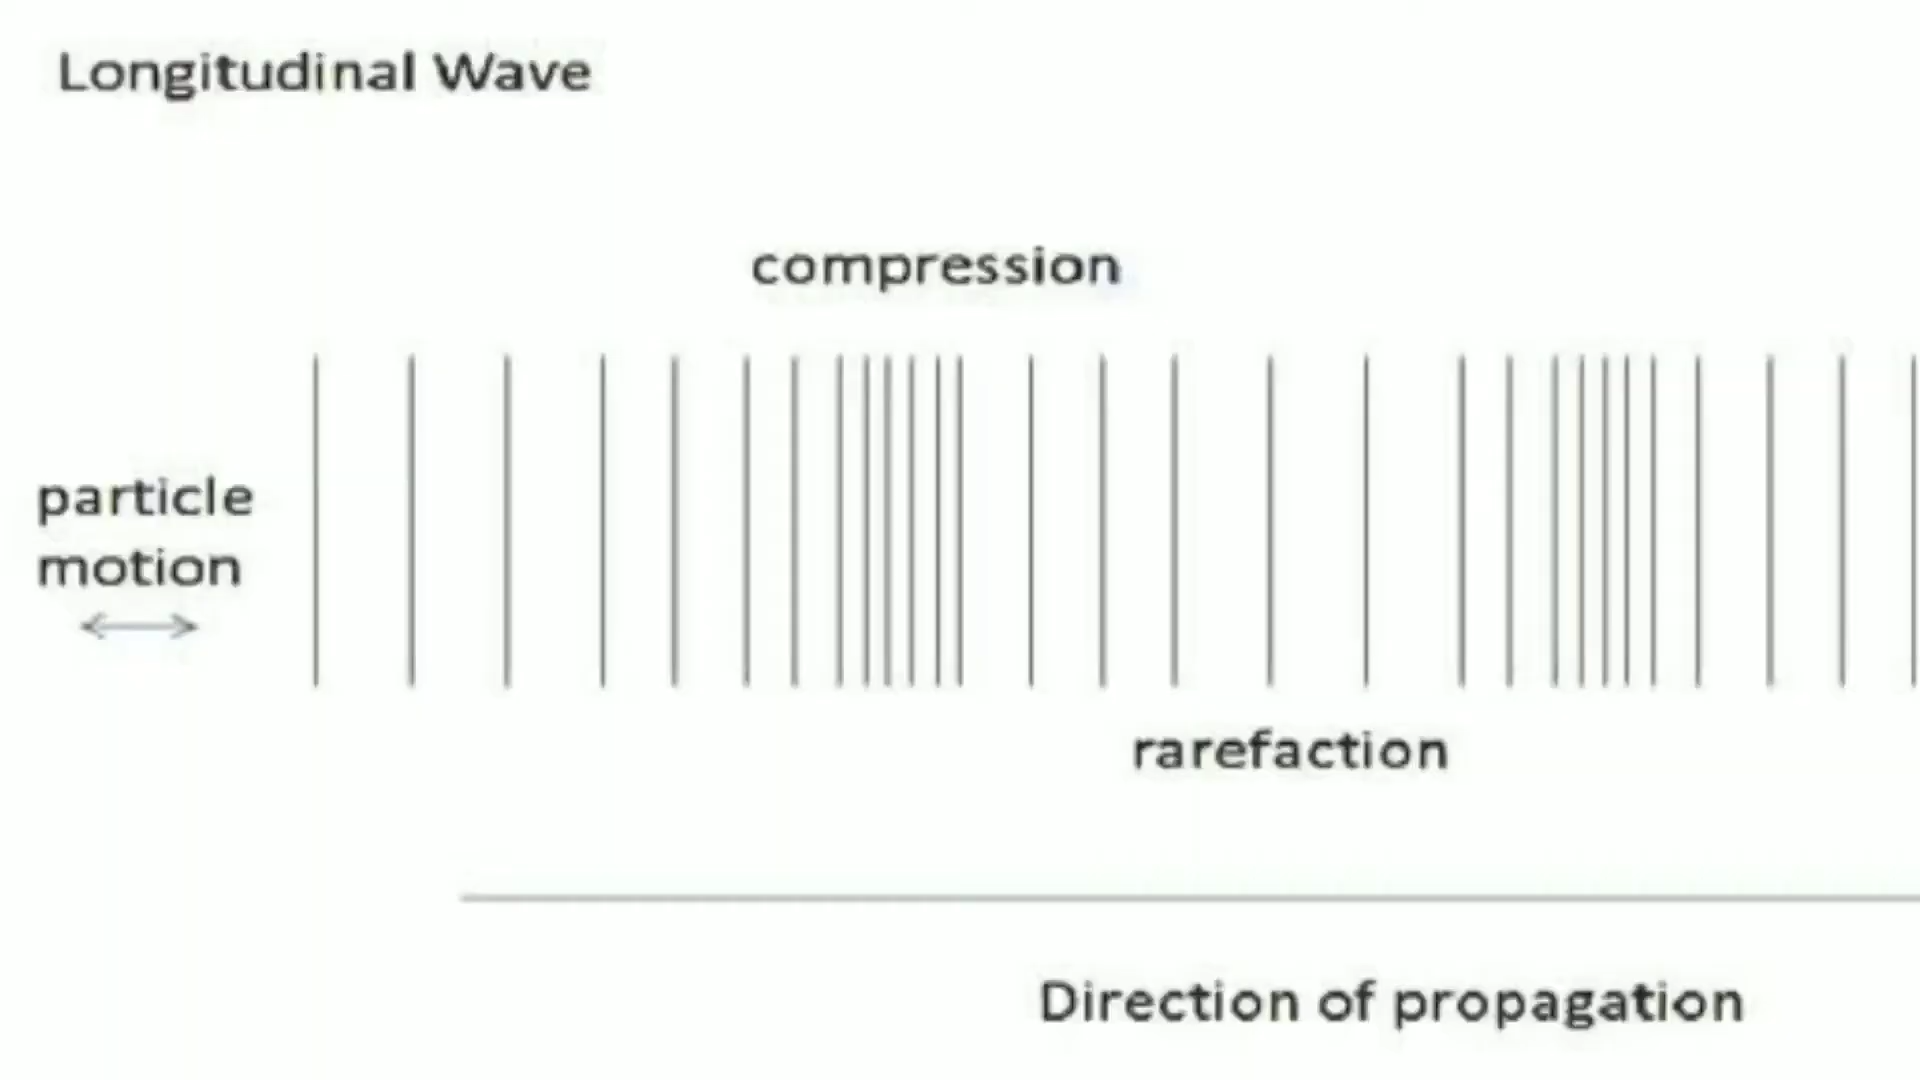 Longitudinal Wave
compression
particle
motion
rarefaction
Direction of propagation